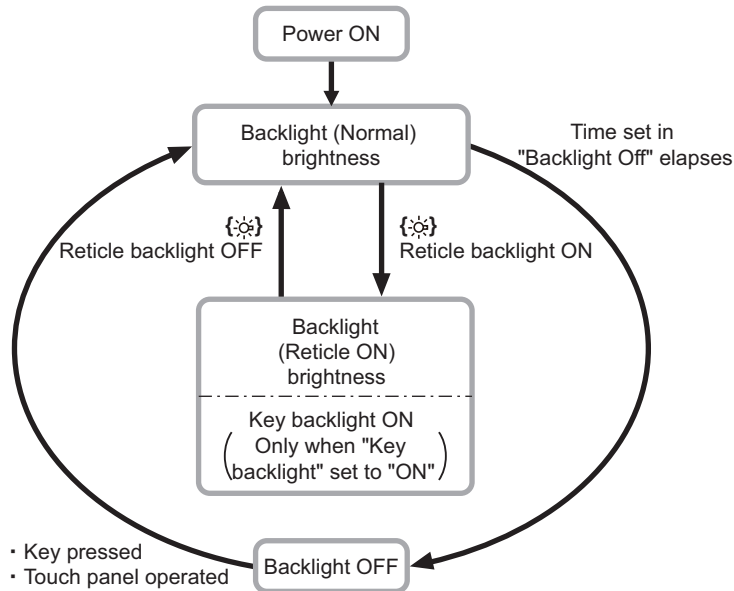 Power ON
Backlight (Normal)
brightness
Time set in
"Backlight Off" elapses
{ }
Reticle backlight OFF
{ }
Reticle backlight ON
Backlight
(Reticle ON)
brightness
Key backlight ON
(Only when "Key
backlight" set to "ON")
・Key pressed
・Touch panel operated
Backlight OFF